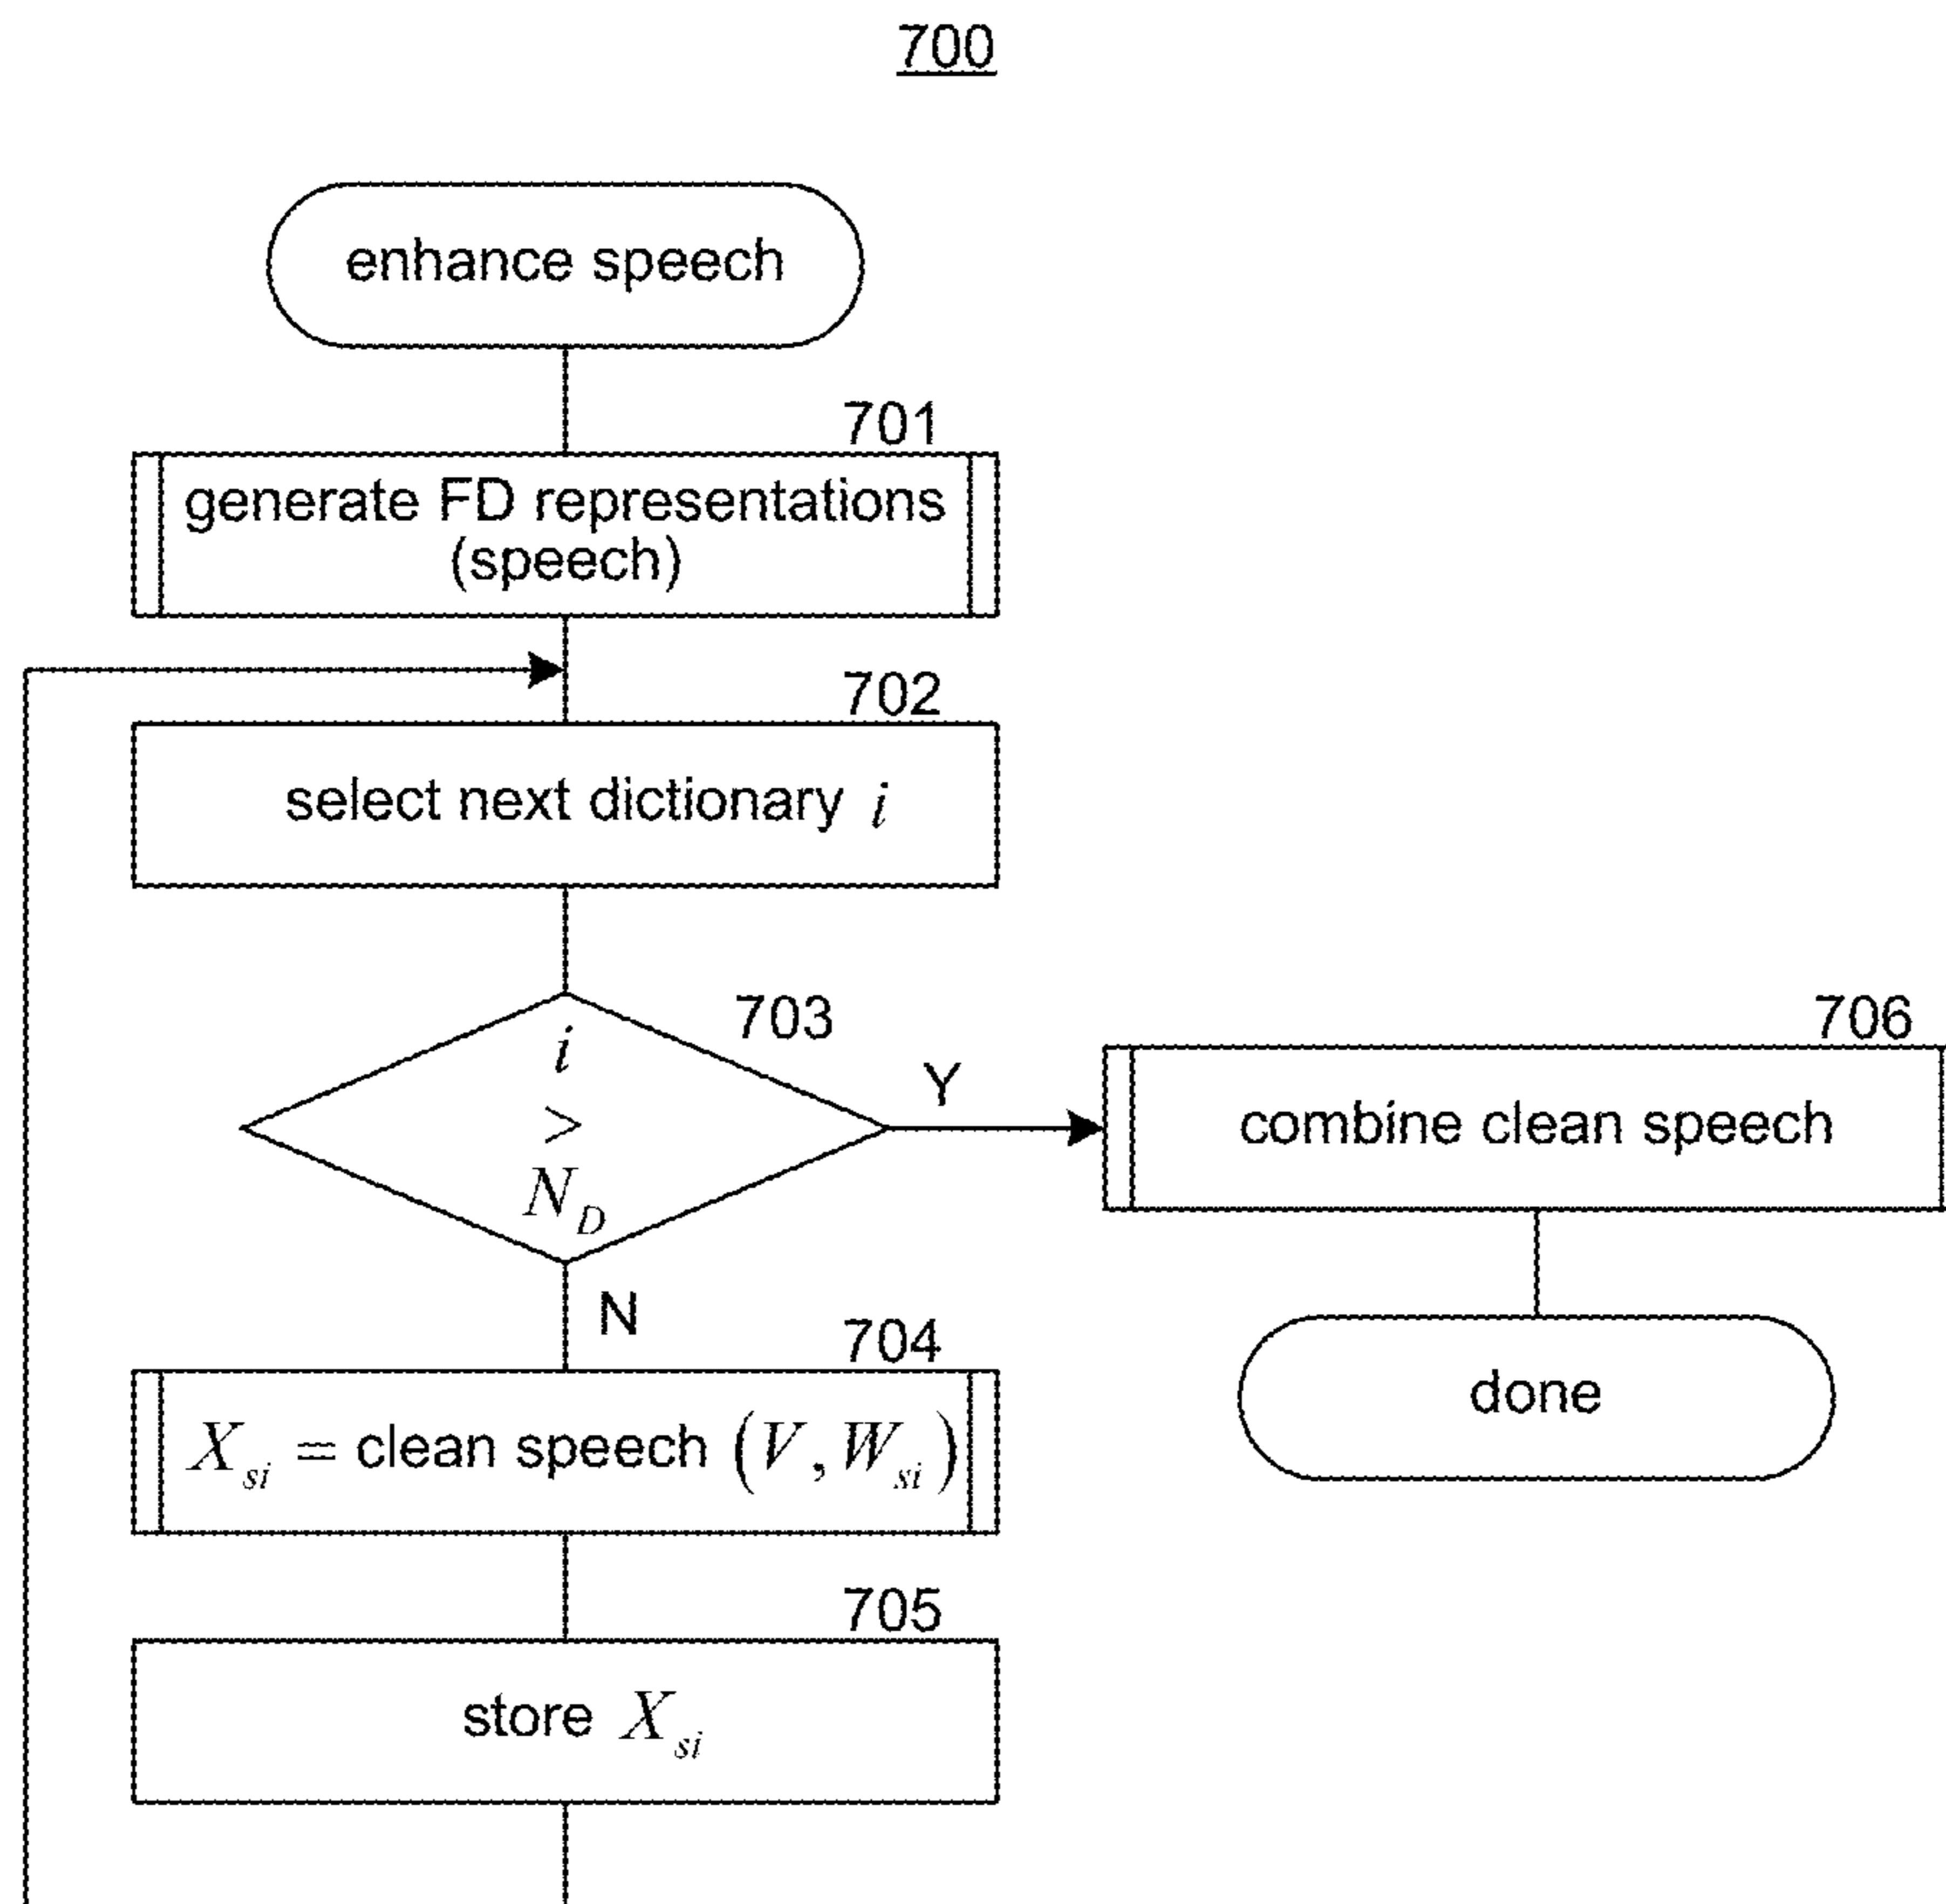 700
enhance speech
701
generate FD representations
(speech)
702
select next dictionary i
703
i
>
N_D
Y
706
combine clean speech
N
704
X_si = clean speech (V, W_si)
done
705
store X_si